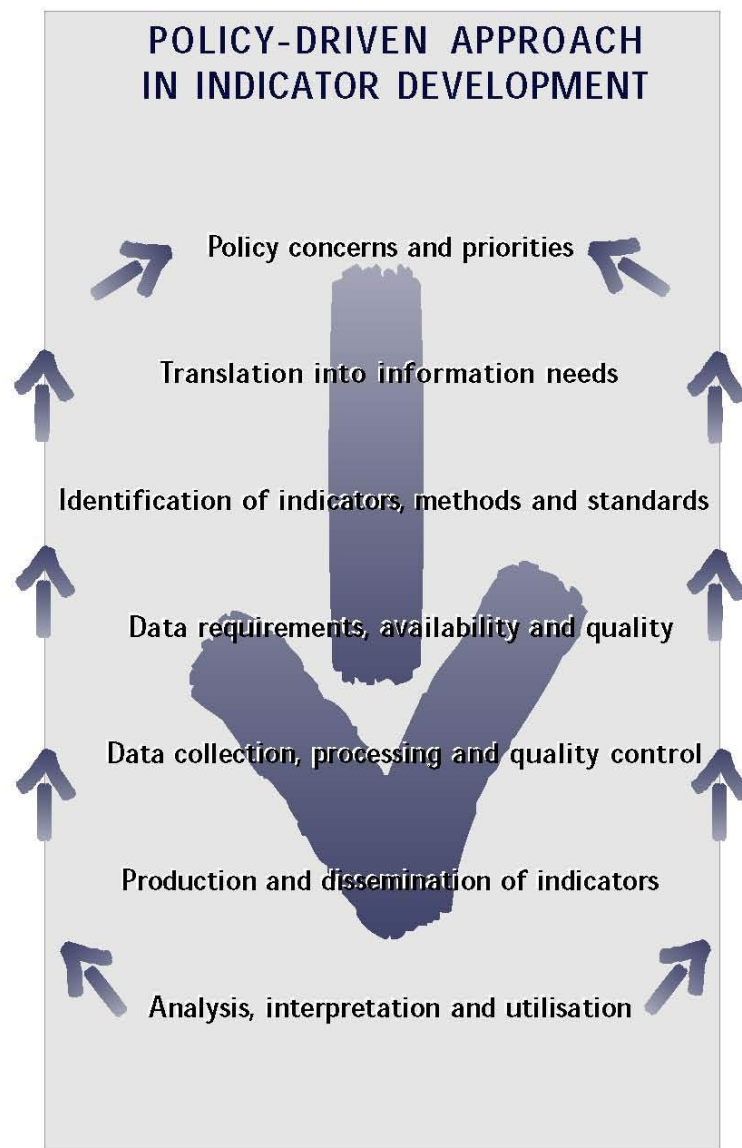 POLICY-DRIVEN APPROACH
IN INDICATOR DEVELOPMENT
Policy concerns and priorities
Translation into information needs
Identification of indicators, methods and standards
Data requirements, availability and quality
Data collection, processing and quality control
Production and dissemination of indicators
Analysis, interpretation and utilisation